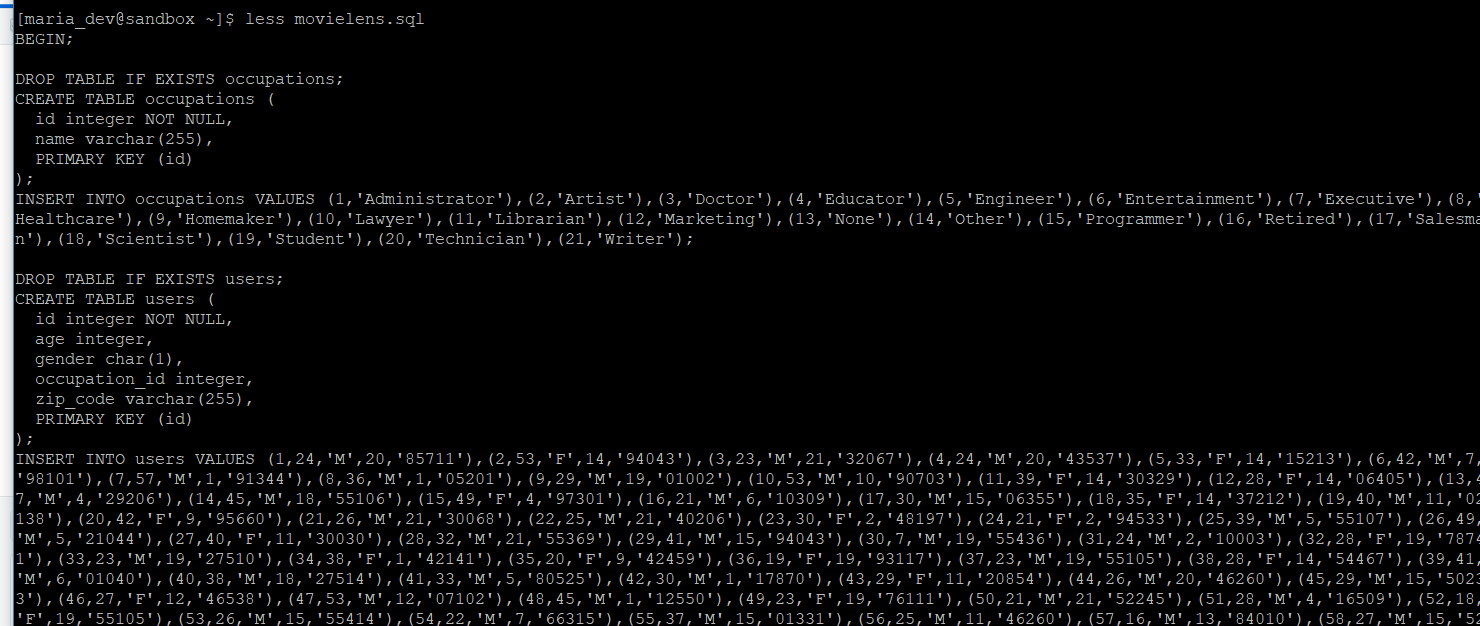 [maria_dev@sandbox ~]$ less movielens.sql
BEGIN;
DROP TABLE IF EXISTS occupations;
CREATE TABLE occupations (
id integer NOT NULL,
name varchar(255),
PRIMARY KEY (id)
);
INSERT INTO occupations VALUES (1,'Administrator'),(2,'Artist'),(3,'Doctor'),(4,'Educator'),(5,'Engineer'),(6,'Entertainment'),(7,'Executive'),(8,'
Healthcare'),(9,'Homemaker'),(10,'Lawyer'),(11,'Librarian'),(12,'Marketing'),(13,'None'),(14,'Other'),(15,'Programmer'),(16,'Retired'),(17,'Salesma
n'),(18,'Scientist'),(19,'Student'),(20,'Technician'),(21,'Writer');
DROP TABLE IF EXISTS users;
CREATE TABLE users (
id integer NOT NULL,
age integer,
gender char(1),
occupation_id integer,
zip_code varchar(255),
PRIMARY KEY (id)
);
INSERT INTO users VALUES (1,24,'M',20,'85711'),(2,53,'F',14,'94043'),(3,23,'M',21,'32067'),(4,24,'M',20,'43537'),(5,33,'F',14,'15213'),(6,42,'M',7,
'98101'),(7,57,'M',1,'91344'),(8,36,'M',1,'05201'),(9,29,'M',19,'01002'),(10,53,'M',10,'90703'),(11,39,'F',14,'30329'),(12,28,'F',14,'06405'),(13,4
7,'M',4,'29206'),(14,45,'M',18,'55106'),(15,49,'F',4,'97301'),(16,21,'M',6,'10309'),(17,30,'M',15,'06355'),(18,35,'F',14,'37212'),(19,40,'M',11,'02
138'),(20,42,'F',9,'95660'),(21,26,'M',21,'30068'),(22,25,'M',21,'40206'),(23,30,'F',2,'48197'),(24,21,'F',2,'94533'),(25,39,'M',5,'55107'),(26,49,
'M',5,'21044'),(27,40,'F',11,'30030'),(28,32,'M',21,'55369'),(29,41,'M',15,'94043'),(30,7,'M',19,'55436'),(31,24,'M',2,'10003'),(32,28,'F',19,'7874
1'),(33,23,'M',19,'27510'),(34,38,'F',1,'42141'),(35,20,'F',9,'42459'),(36,19,'F',19,'93117'),(37,23,'M',19,'55105'),(38,28,'F',14,'54467'),(39,41,
'M',6,'01040'),(40,38,'M',18,'27514'),(41,33,'M',5,'80525'),(42,30,'M',1,'17870'),(43,29,'F',11,'20854'),(44,26,'M',20,'46260'),(45,29,'M',15,'5023
3'),(46,27,'F',12,'46538'),(47,53,'M',12,'07102'),(48,45,'M',1,'12550'),(49,23,'F',19,'76111'),(50,21,'M',21,'52245'),(51,28,'M',4,'16509'),(52,18,
'F',19,'55105'),(53,26,'M',15,'55414'),(54,22,'M',7,'66315'),(55,37,'M',15,'01331'),(56,25,'M',11,'46260'),(57,16,'M',13,'84010'),(58,27,'M',15,'52